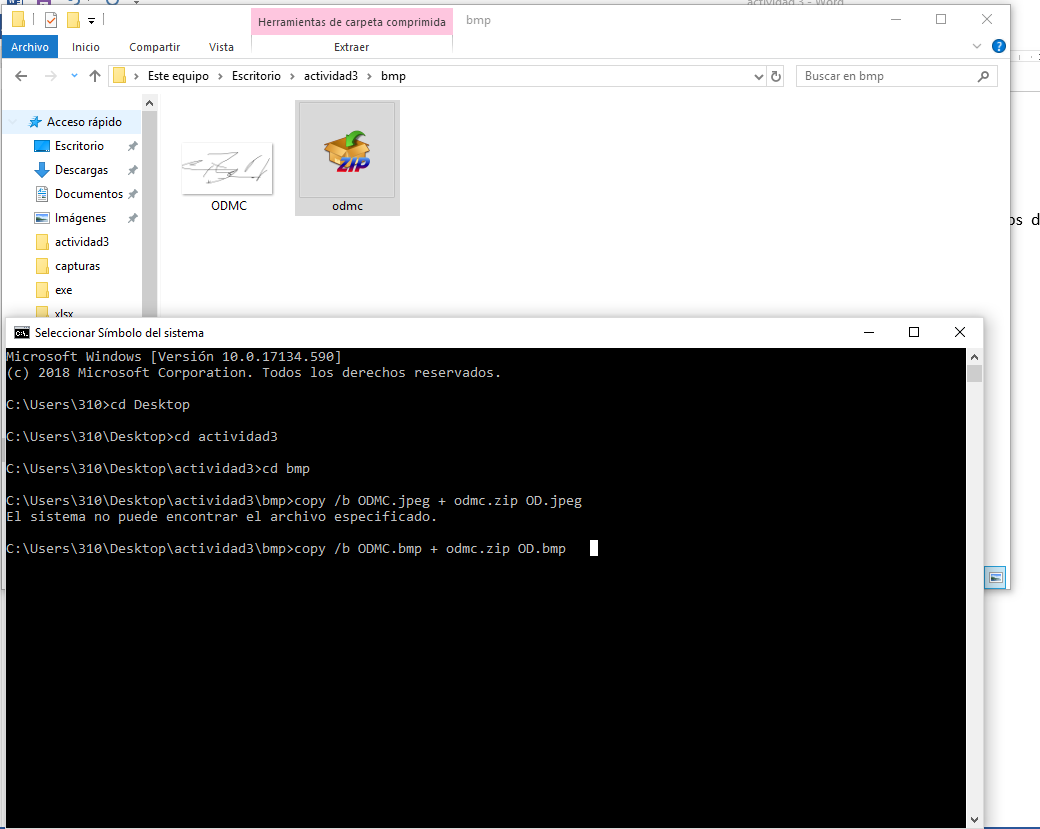 actividad 3 - Word
Herramientas de carpeta comprimida
bmp
Archivo
Inicio
Compartir
Vista
Extraer
Este equipo > Escritorio > actividad3 > bmp
Buscar en bmp
Acceso rápido
Escritorio
Descargas
Documentos
Imágenes
actividad3
capturas
exe
xlsx
ODMC
ZIP
odmc
os d
Seleccionar Símbolo del sistema
Microsoft Windows [Versión 10.0.17134.590]
(c) 2018 Microsoft Corporation. Todos los derechos reservados.
C:\Users\310>cd Desktop
C:\Users\310\Desktop>cd actividad3
C:\Users\310\Desktop\actividad3>cd bmp
C:\Users\310\Desktop\actividad3\bmp>copy /b ODMC.jpeg + odmc.zip OD.jpeg
El sistema no puede encontrar el archivo especificado.
C:\Users\310\Desktop\actividad3\bmp>copy /b ODMC.bmp + odmc.zip OD.bmp